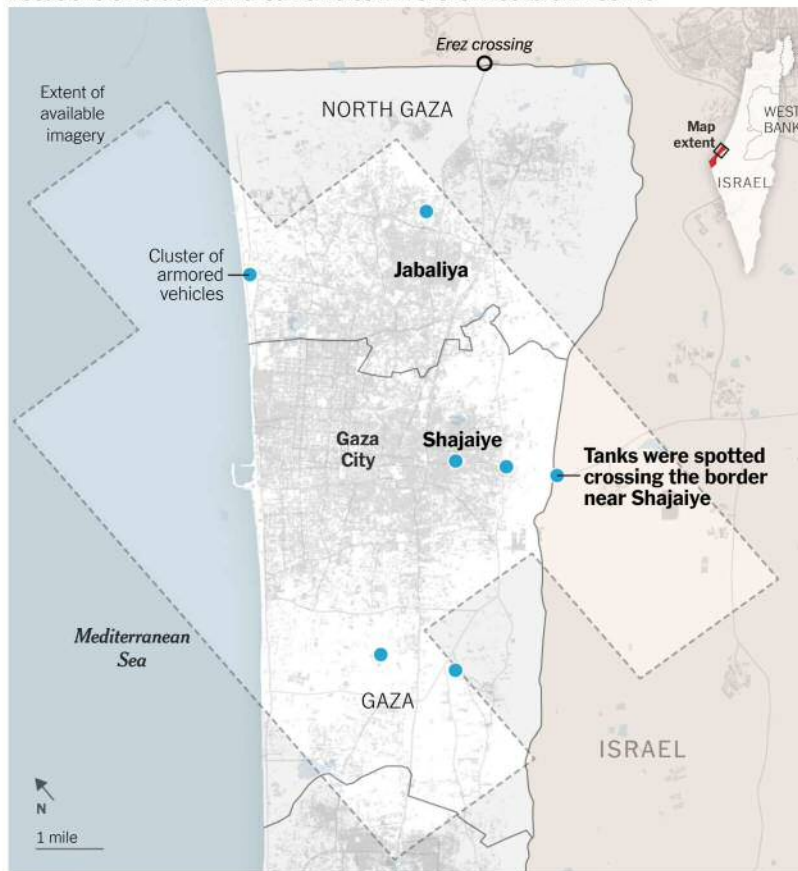 Erez crossing
Extent of
available
imagery
NORTH GAZA
WEST
BANK
Map
extent
ISRAEL
Cluster of
armored
vehicles
Jabaliya
Gaza
City
Shajaiye
Tanks were spotted
crossing the border
near Shajaiye
Mediterranean
Sea
GAZA
ISRAEL
N
1 mile